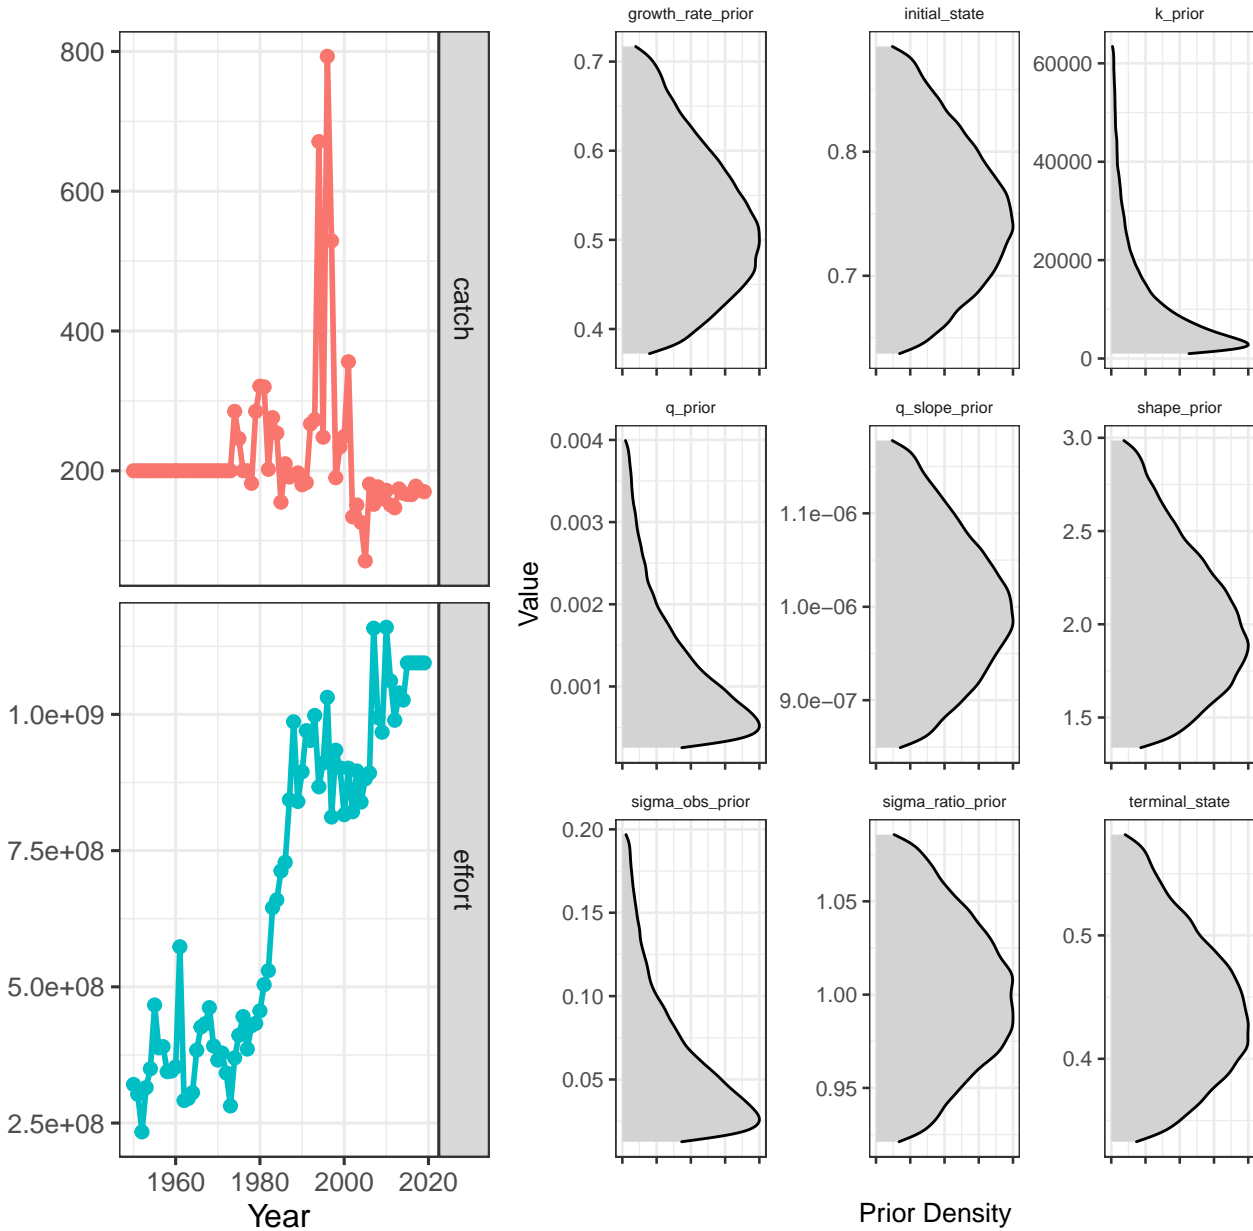 800
600
400
200
catch
1.0e+09
7.5e+08
5.0e+08
2.5e+08
effort
1960 1980 2000 2020
Year
growth_rate_prior
0.7
0.6
0.5
0.4
initial_state
0.8
0.7
k_prior
60000
40000
20000
0
Value
q_prior
0.004
0.003
0.002
0.001
q_slope_prior
1.1e−06
1.0e−06
9.0e−07
shape_prior
3.0
2.5
2.0
1.5
sigma_obs_prior
0.20
0.15
0.10
0.05
sigma_ratio_prior
1.05
1.00
0.95
terminal_state
0.5
0.4
Prior Density